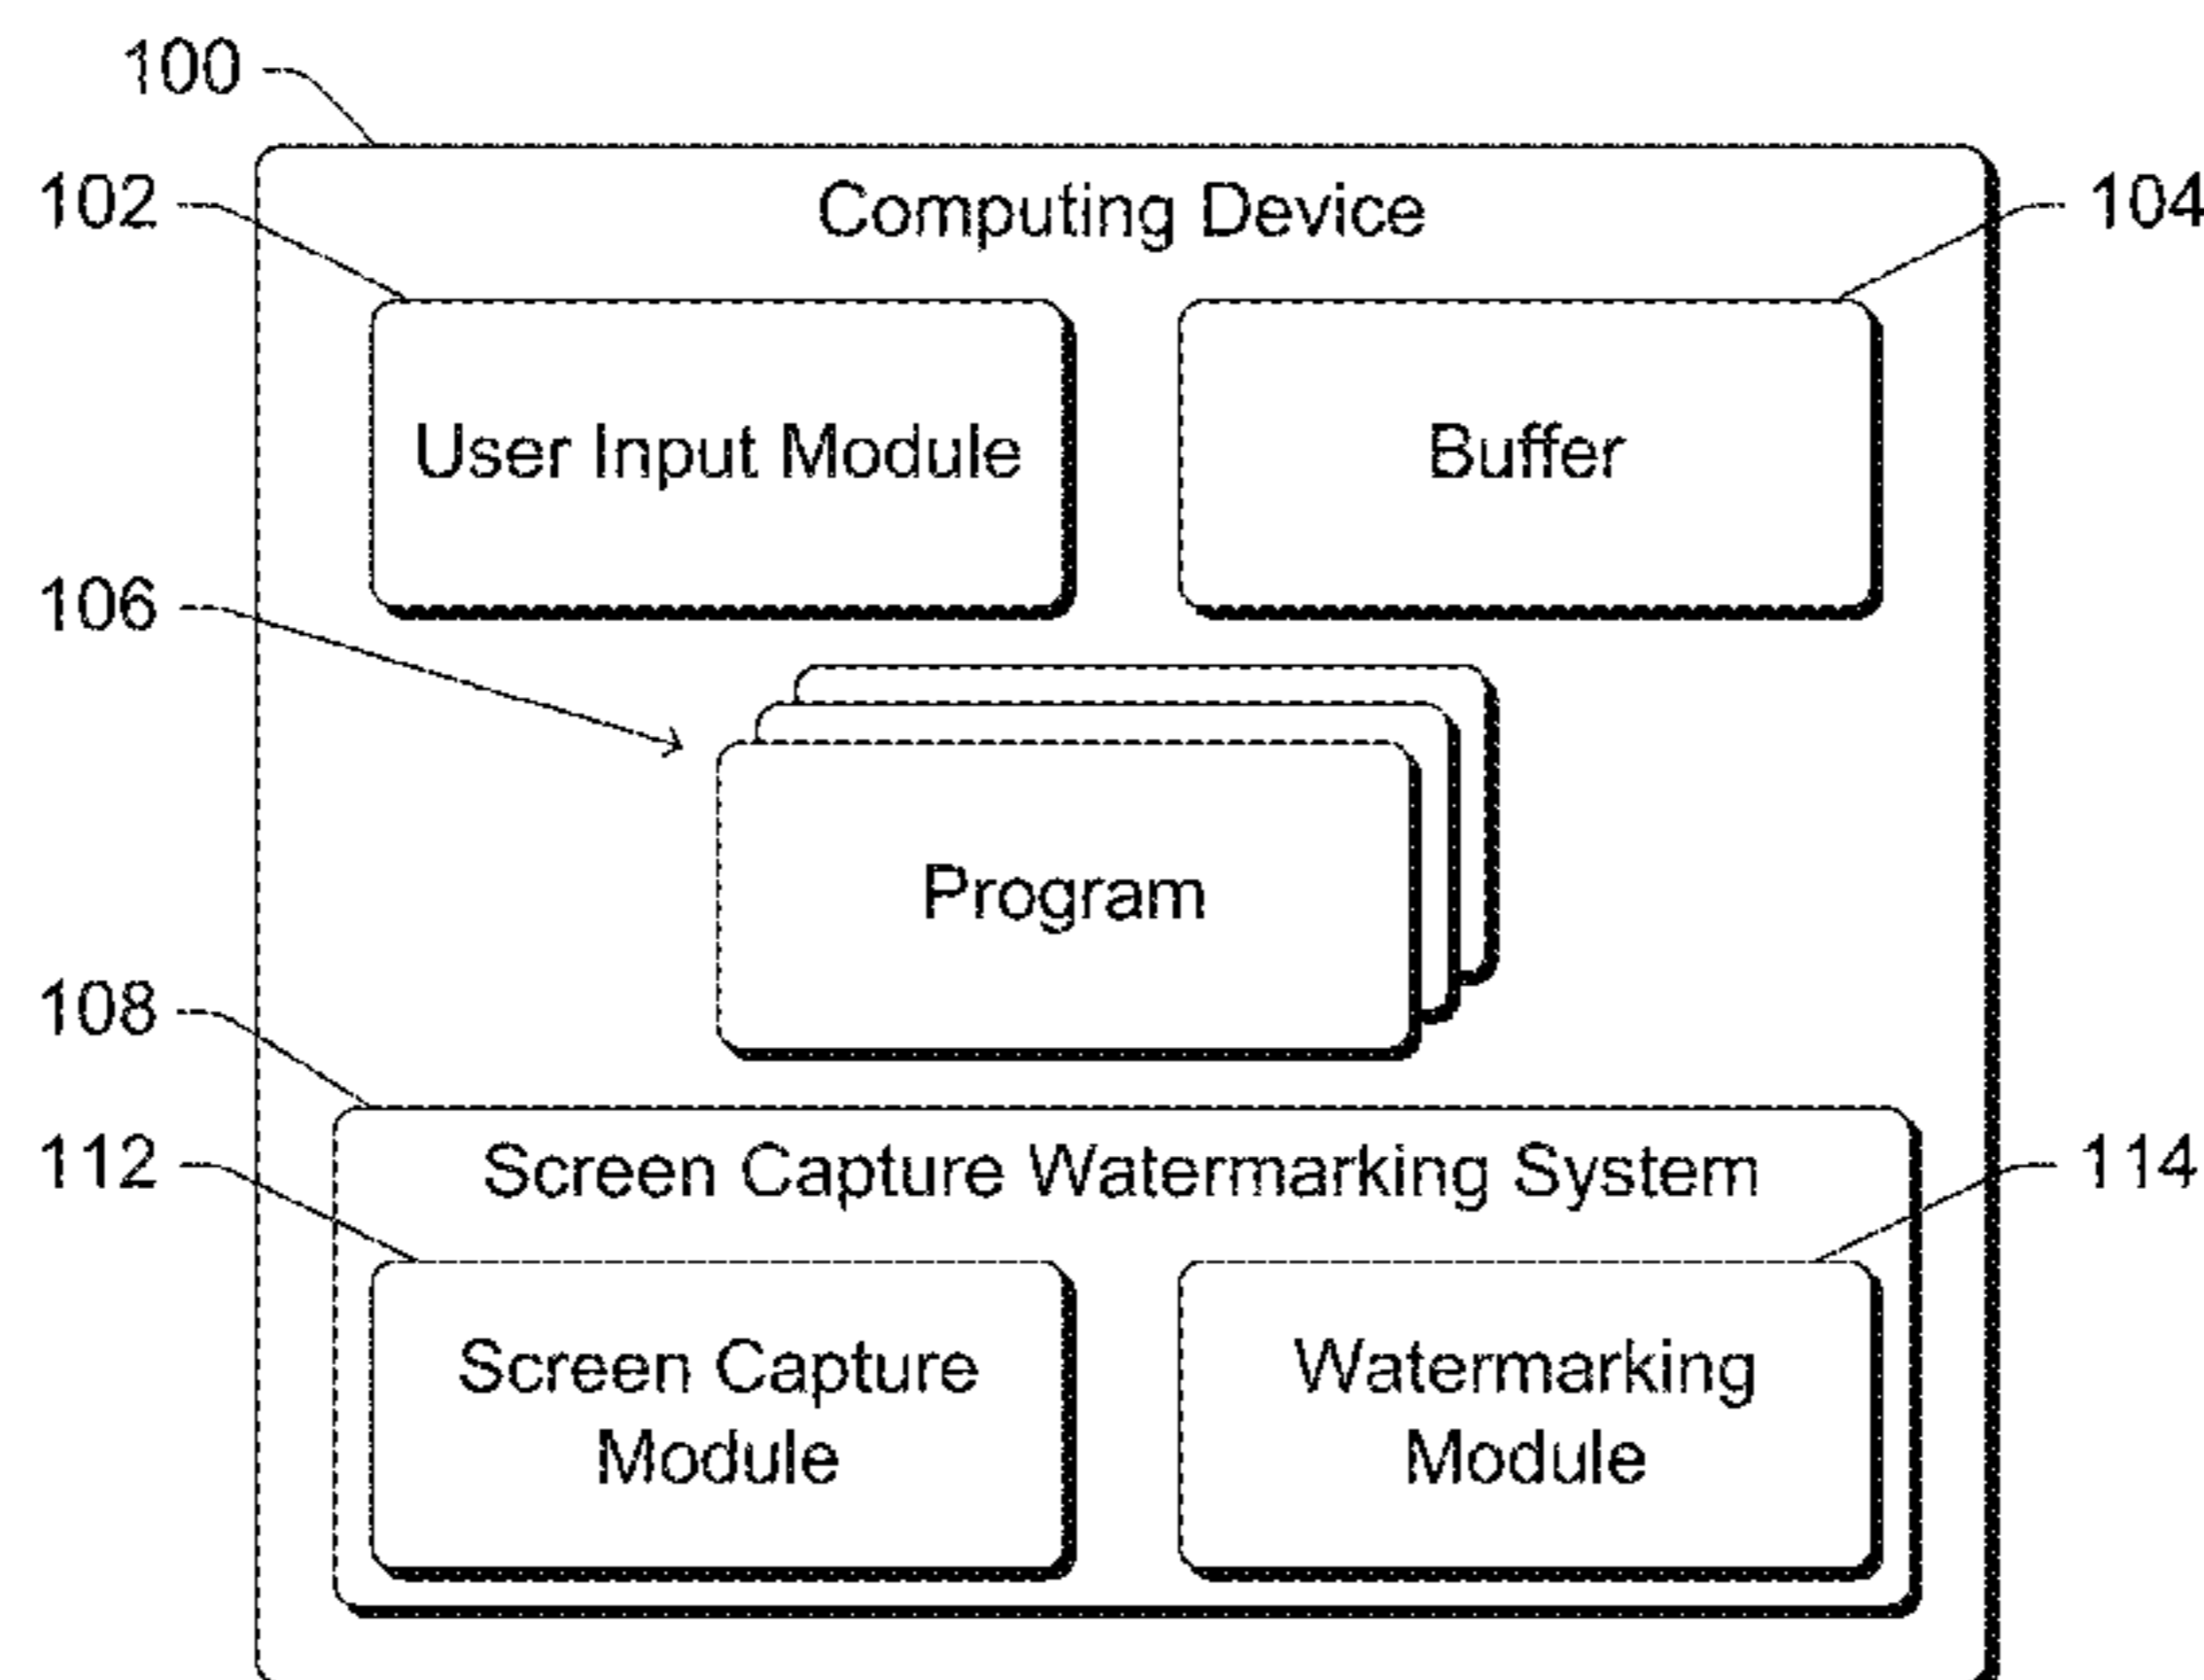 100
Computing Device
102
104
User Input Module
Buffer
106
Program
108
Screen Capture Watermarking System
112
114
Screen Capture
Module
Watermarking
Module